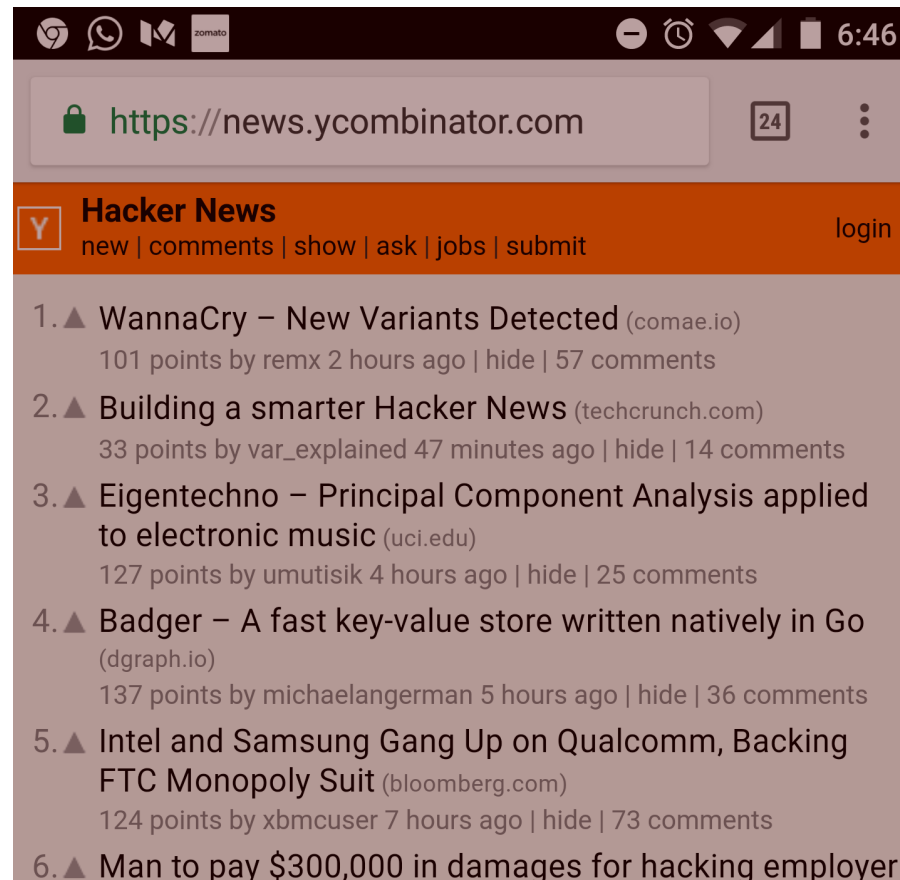 zomato 6:46
https://news.ycombinator.com 24
Y Hacker News
new | comments | show | ask | jobs | submit login
1. WannaCry – New Variants Detected (comae.io)
101 points by remx 2 hours ago | hide | 57 comments
2. Building a smarter Hacker News (techcrunch.com)
33 points by var_explained 47 minutes ago | hide | 14 comments
3. Eigentechno – Principal Component Analysis applied
to electronic music (uci.edu)
127 points by umutisik 4 hours ago | hide | 25 comments
4. Badger – A fast key-value store written natively in Go
(dgraph.io)
137 points by michaelangerman 5 hours ago | hide | 36 comments
5. Intel and Samsung Gang Up on Qualcomm, Backing
FTC Monopoly Suit (bloomberg.com)
124 points by xbmcuser 7 hours ago | hide | 73 comments
6. Man to pay $300,000 in damages for hacking employer